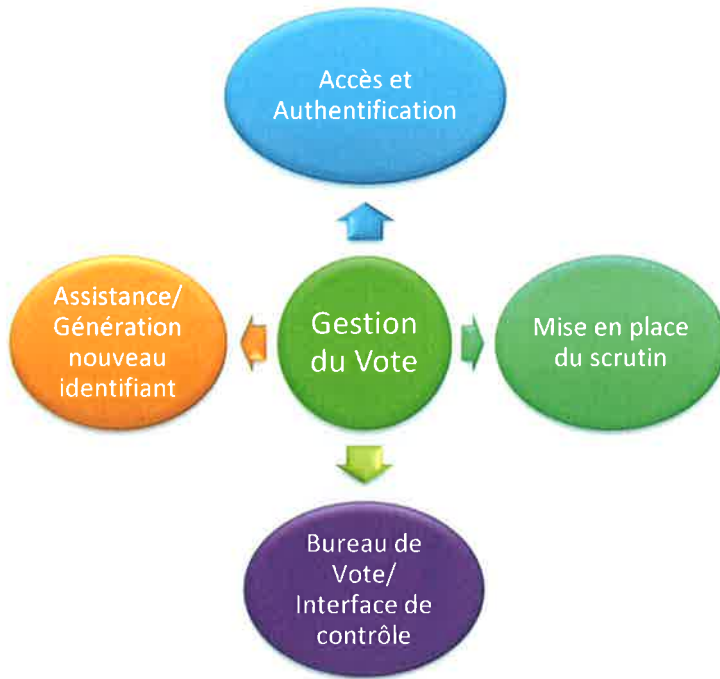 Accès et
Authentification
Assistance/
Génération
nouveau
identifiant
Gestion
du Vote
Mise en place
du scrutin
Bureau de
Vote/
Interface de
contrôle